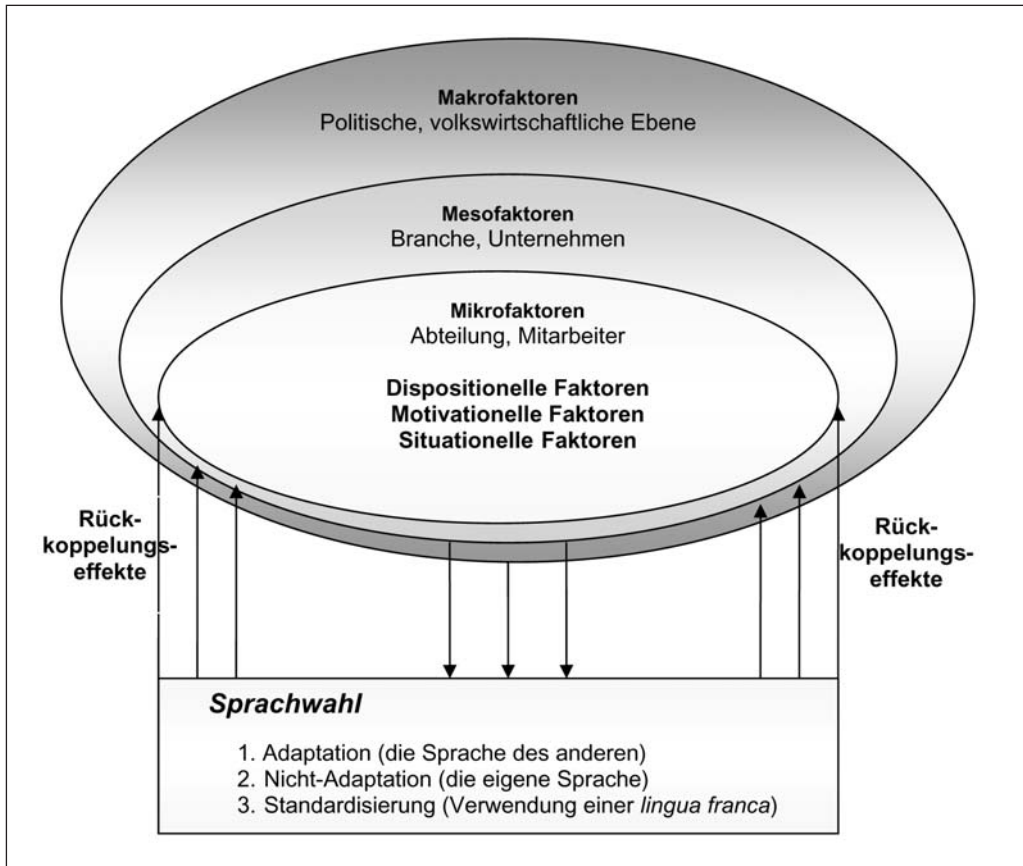 Makrofaktoren
Politische, volkswirtschaftliche Ebene
Mesofaktoren
Branche, Unternehmen
Mikrofaktoren
Abteilung, Mitarbeiter
Dispositionelle Faktoren
Motivationelle Faktoren
Situationelle Faktoren
Rück-
koppelungs-
effekte
Rück-
koppelungs-
effekte
Sprachwahl
1. Adaptation (die Sprache des anderen)
2. Nicht-Adaptation (die eigene Sprache)
3. Standardisierung (Verwendung einer lingua franca)